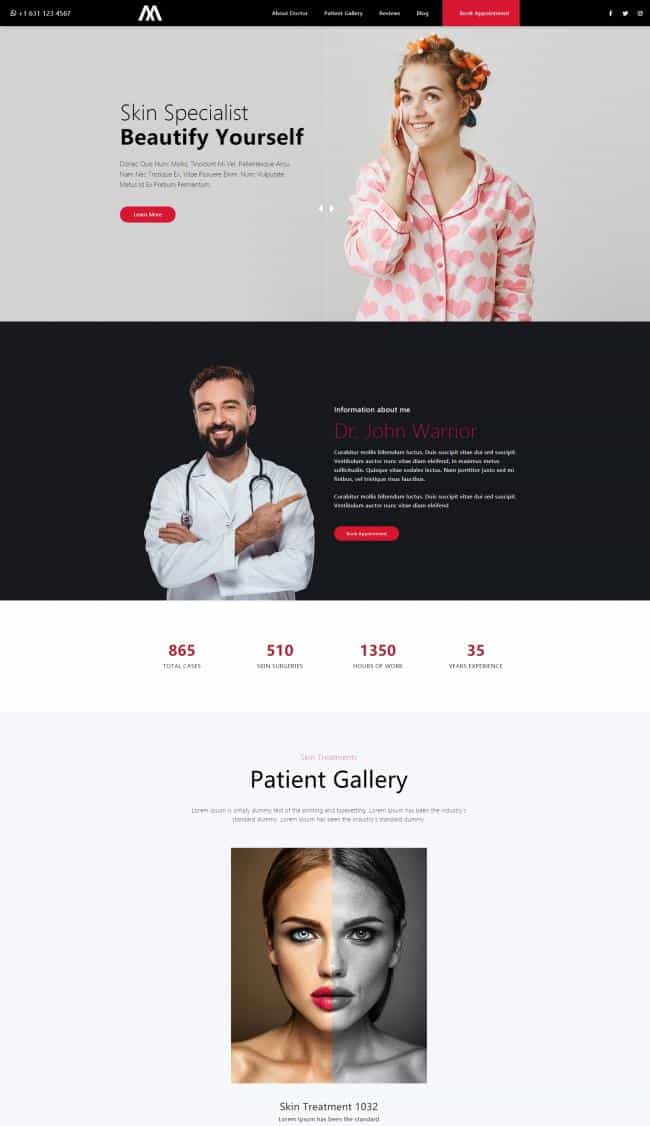 +1 631 123 4567
About Doctor
Patient Gallery
Reviews
Blog
Book Appointment
Skin Specialist
Beautify Yourself
Donec Quis Nunc Mollis, Tincidunt Mi Vel, Pellentesque Arcu.
Nam Nec Tristique Ex, Vitae Posuere Enim. Nunc Vulputate
Metus Id Ex Pretium Fermentum.
Learn More
Information about me
Dr. John Warrior
Curabitur mollis bibendum luctus. Duis suscipit vitae dui sed suscipit.
Vestibulum auctor nunc vitae diam eleifend, in maximus metus
sollicitudin. Quisque vitae sodales lectus. Nam porttitor justo sed mi
finibus, vel tristique risus faucibus.
Curabitur mollis bibendum luctus. Duis suscipit vitae dui sed suscipit.
Vestibulum auctor nunc vitae diam eleifend
Book Appointment
865
TOTAL CASES
510
SKIN SURGERIES
1350
HOURS OF WORK
35
YEARS EXPERIENCE
Skin Treatments
Patient Gallery
Lorem Ipsum is simply dummy text of the printing and typesetting. Lorem Ipsum has been the industry's
standard dummy. Lorem Ipsum has been the industry's standard dummy.
Skin Treatment 1032
Lorem Ipsum has been the standard.